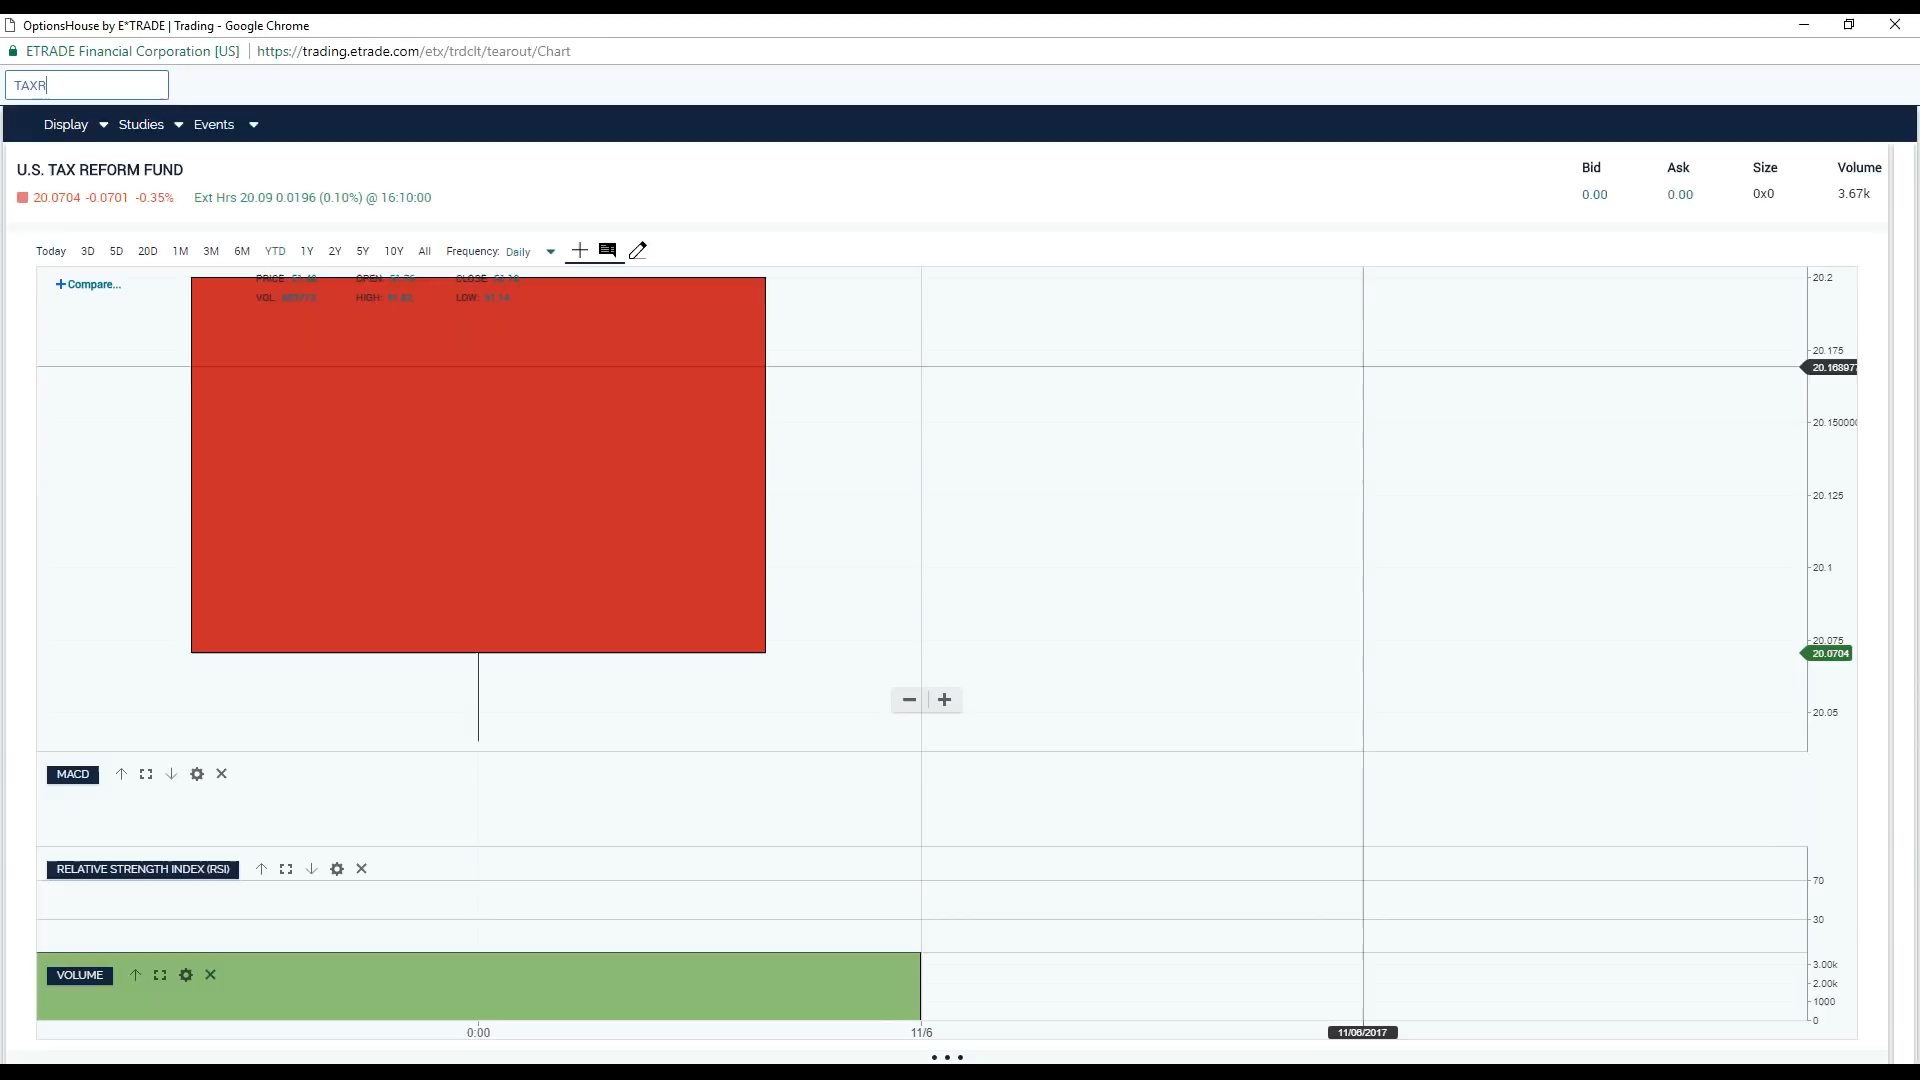 OptionsHouse by E*TRADE | Trading - Google Chrome
ETRADE Financial Corporation [US] https://trading.etrade.com/etx/trdclt/tearout/Chart
TAXR
Display Studies Events
U.S. TAX REFORM FUND
Bid Ask Size Volume
20.0704 -0.0701 -0.35% Ext Hrs 20.09 0.0196 (0.10%) @ 16:10:00
0.00 0.00 0x0 3.67k
Today 3D 5D 20D 1M 3M 6M YTD 1Y 2Y 5Y 10Y All Frequency: Daily
+Compare...
PRICE: OPEN: CLOSE:
VOL: HIGH: LOW:
20.2
20.175
20.168977
20.150000
20.125
20.1
20.075
20.0704
20.05
MACD
RELATIVE STRENGTH INDEX (RSI)
70
30
VOLUME
3.00k
2.00k
1000
0
0:00 11/6 11/06/2017